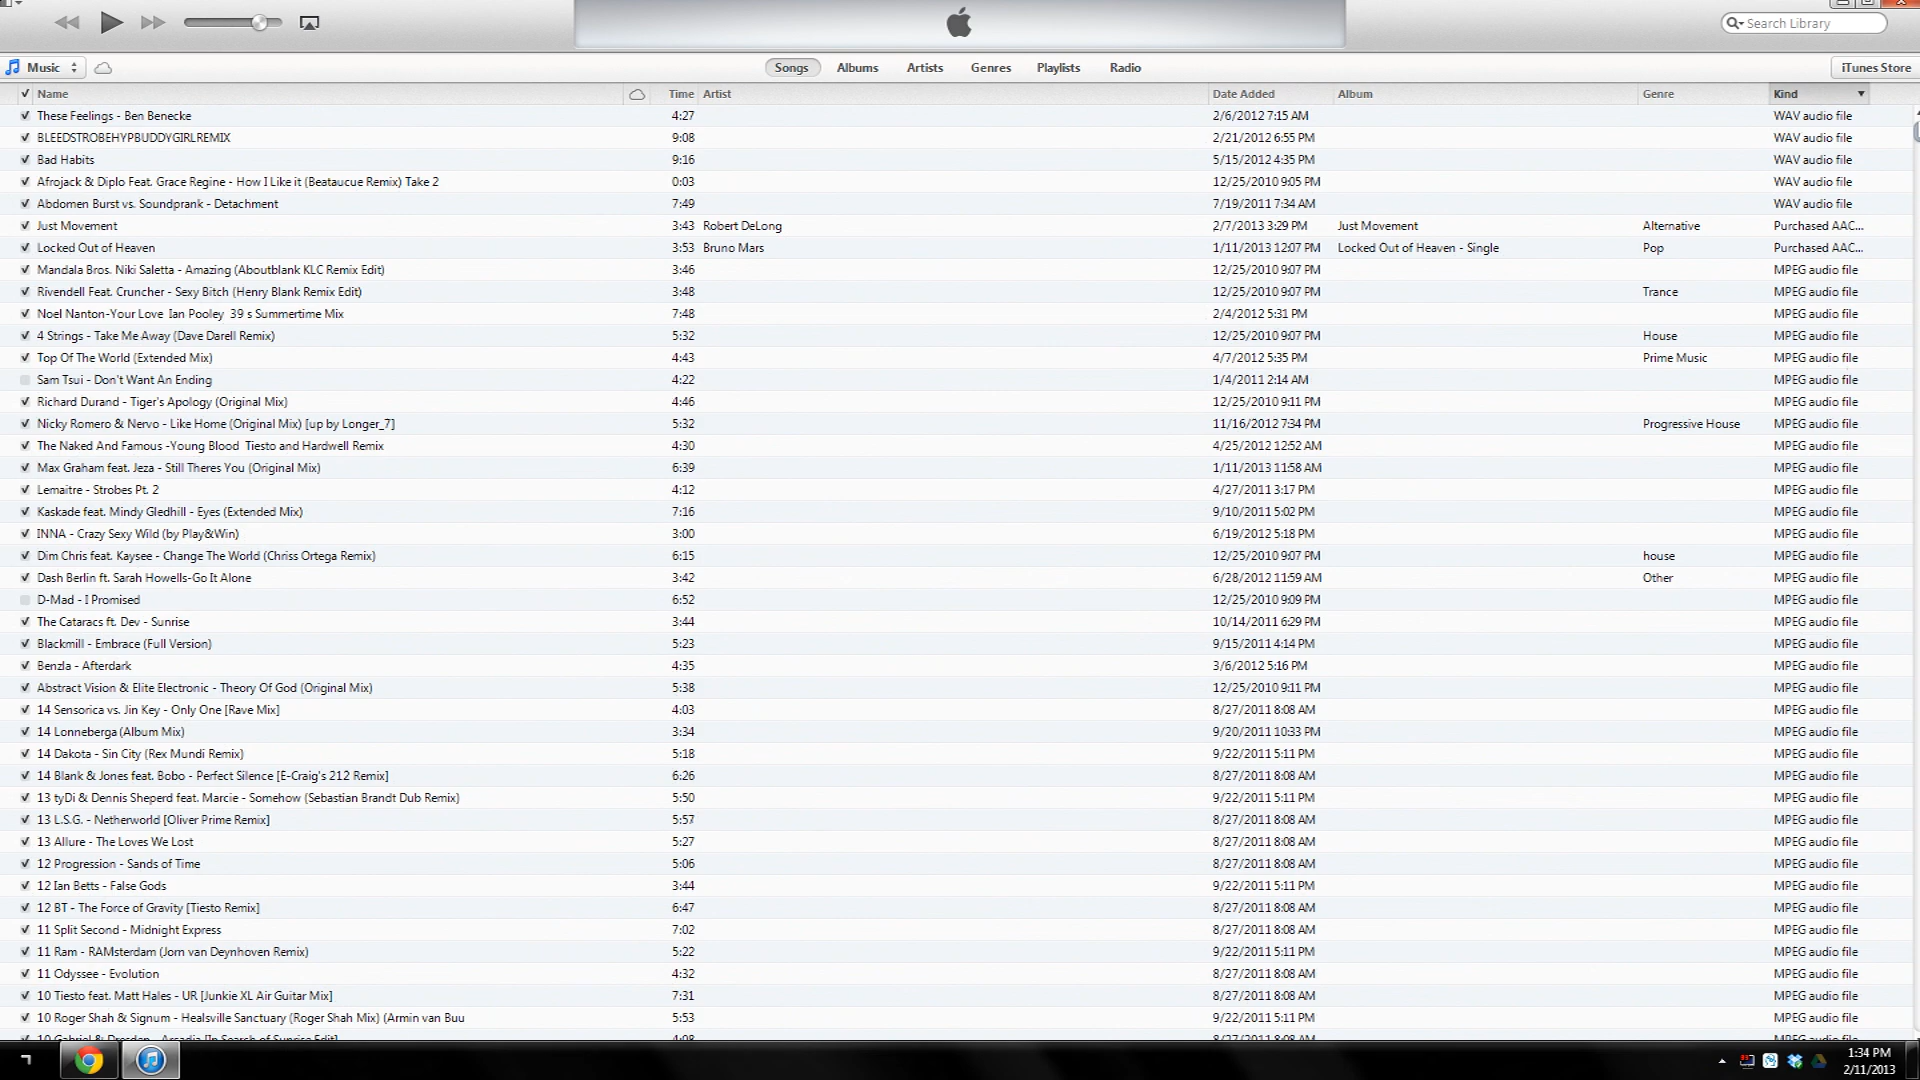 Search Library
Music Songs Albums Artists Genres Playlists Radio iTunes Store
Name Time Artist Date Added Album Genre Kind
These Feelings - Ben Benecke 4:27 2/6/2012 7:15 AM WAV audio file
BLEEDSTROBEHYPBUDDYGIRLREMIX 9:08 2/21/2012 6:55 PM WAV audio file
Bad Habits 9:16 5/15/2012 4:35 PM WAV audio file
Afrojack & Diplo Feat. Grace Regine - How I Like it (Beataucue Remix) Take 2 0:03 12/25/2010 9:05 PM WAV audio file
Abdomen Burst vs. Soundprank - Detachment 7:49 7/19/2011 7:34 AM WAV audio file
Just Movement 3:43 Robert DeLong 2/7/2013 3:29 PM Just Movement Alternative Purchased AAC...
Locked Out of Heaven 3:53 Bruno Mars 1/11/2013 12:07 PM Locked Out of Heaven - Single Pop Purchased AAC...
Mandala Bros. Niki Saletta - Amazing (Aboutblank KLC Remix Edit) 3:46 12/25/2010 9:07 PM MPEG audio file
Rivendell Feat. Cruncher - Sexy Bitch (Henry Blank Remix Edit) 3:48 12/25/2010 9:07 PM Trance MPEG audio file
Noel Nanton-Your Love Ian Pooley 39 s Summertime Mix 7:48 2/4/2012 5:31 PM MPEG audio file
4 Strings - Take Me Away (Dave Darell Remix) 5:32 12/25/2010 9:07 PM House MPEG audio file
Top Of The World (Extended Mix) 4:43 4/7/2012 5:35 PM Prime Music MPEG audio file
Sam Tsui - Don't Want An Ending 4:22 1/4/2011 2:14 AM MPEG audio file
Richard Durand - Tiger's Apology (Original Mix) 4:46 12/25/2010 9:11 PM MPEG audio file
Nicky Romero & Nervo - Like Home (Original Mix) [up by Longer_7] 5:32 11/16/2012 7:34 PM Progressive House MPEG audio file
The Naked And Famous -Young Blood Tiesto and Hardwell Remix 4:30 4/25/2012 12:52 AM MPEG audio file
Max Graham feat. Jeza - Still Theres You (Original Mix) 6:39 1/11/2013 11:58 AM MPEG audio file
Lemaitre - Strobes Pt. 2 4:12 4/27/2011 3:17 PM MPEG audio file
Kaskade feat. Mindy Gledhill - Eyes (Extended Mix) 7:16 9/10/2011 5:02 PM MPEG audio file
INNA - Crazy Sexy Wild (by Play&Win) 3:00 6/19/2012 5:18 PM MPEG audio file
Dim Chris feat. Kaysee - Change The World (Chriss Ortega Remix) 6:15 12/25/2010 9:07 PM house MPEG audio file
Dash Berlin ft. Sarah Howells-Go It Alone 3:42 6/28/2012 11:59 AM Other MPEG audio file
D-Mad - I Promised 6:52 12/25/2010 9:09 PM MPEG audio file
The Cataracs ft. Dev - Sunrise 3:44 10/14/2011 6:29 PM MPEG audio file
Blackmill - Embrace (Full Version) 5:23 9/15/2011 4:14 PM MPEG audio file
Benzla - Afterdark 4:35 3/6/2012 5:16 PM MPEG audio file
Abstract Vision & Elite Electronic - Theory Of God (Original Mix) 5:38 12/25/2010 9:11 PM MPEG audio file
14 Sensorica vs. Jin Key - Only One [Rave Mix] 4:03 8/27/2011 8:08 AM MPEG audio file
14 Lonneberga (Album Mix) 3:34 9/20/2011 10:33 PM MPEG audio file
14 Dakota - Sin City (Rex Mundi Remix) 5:18 9/22/2011 5:11 PM MPEG audio file
14 Blank & Jones feat. Bobo - Perfect Silence [E-Craig's 212 Remix] 6:26 8/27/2011 8:08 AM MPEG audio file
13 tyDi & Dennis Sheperd feat. Marcie - Somehow (Sebastian Brandt Dub Remix) 5:50 9/22/2011 5:11 PM MPEG audio file
13 L.S.G. - Netherworld [Oliver Prime Remix] 5:57 8/27/2011 8:08 AM MPEG audio file
13 Allure - The Loves We Lost 5:27 8/27/2011 8:08 AM MPEG audio file
12 Progression - Sands of Time 5:06 8/27/2011 8:08 AM MPEG audio file
12 Ian Betts - False Gods 3:44 9/22/2011 5:11 PM MPEG audio file
12 BT - The Force of Gravity [Tiesto Remix] 6:47 8/27/2011 8:08 AM MPEG audio file
11 Split Second - Midnight Express 7:02 8/27/2011 8:08 AM MPEG audio file
11 Ram - RAMsterdam (Jorn van Deynhoven Remix) 5:22 9/22/2011 5:11 PM MPEG audio file
11 Odyssee - Evolution 4:32 8/27/2011 8:08 AM MPEG audio file
10 Tiesto feat. Matt Hales - UR [Junkie XL Air Guitar Mix] 7:31 8/27/2011 8:08 AM MPEG audio file
10 Roger Shah & Signum - Healsville Sanctuary (Roger Shah Mix) (Armin van Buu 5:53 9/22/2011 5:11 PM MPEG audio file
10 Gabriel & Dresden - Arcadia [In Search of Sunrise Edit] 4:08 8/27/2011 8:08 AM MPEG audio file
1:34 PM
2/11/2013